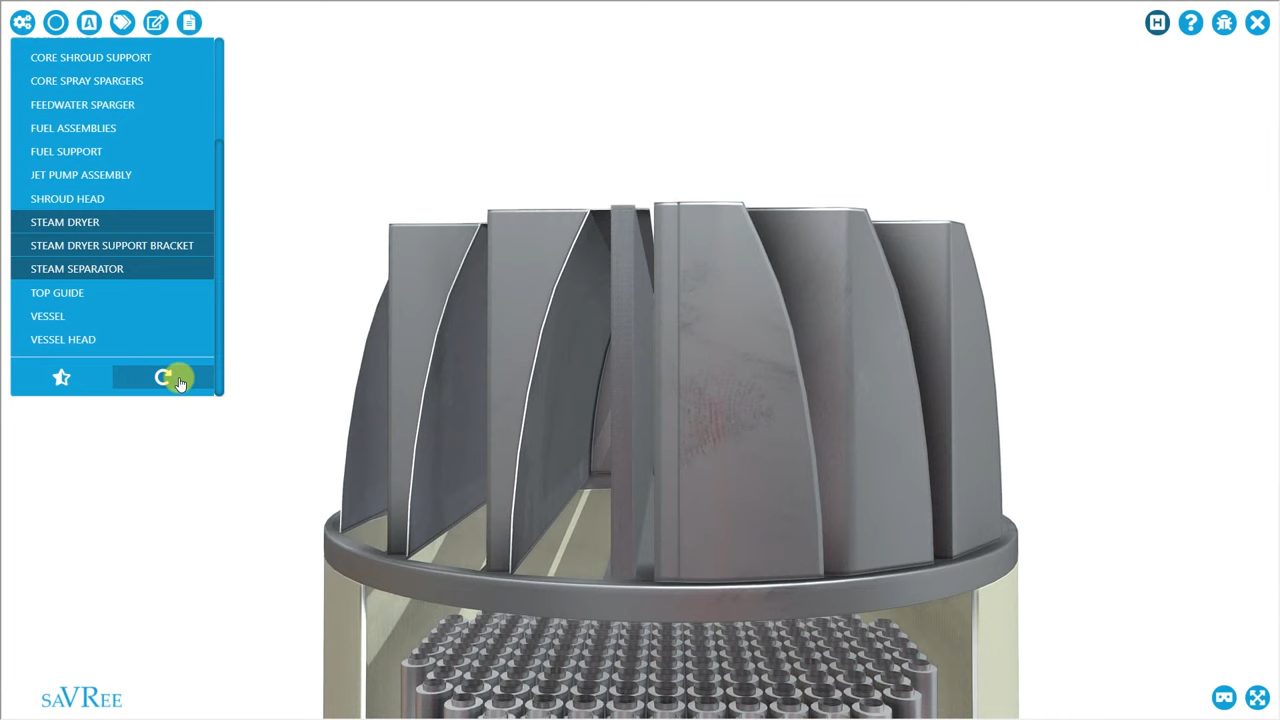 CORE SHROUD SUPPORT
CORE SPRAY SPARGERS
FEEDWATER SPARGER
FUEL ASSEMBLIES
FUEL SUPPORT
JET PUMP ASSEMBLY
SHROUD HEAD
STEAM DRYER
STEAM DRYER SUPPORT BRACKET
STEAM SEPARATOR
TOP GUIDE
VESSEL
VESSEL HEAD
saVRee